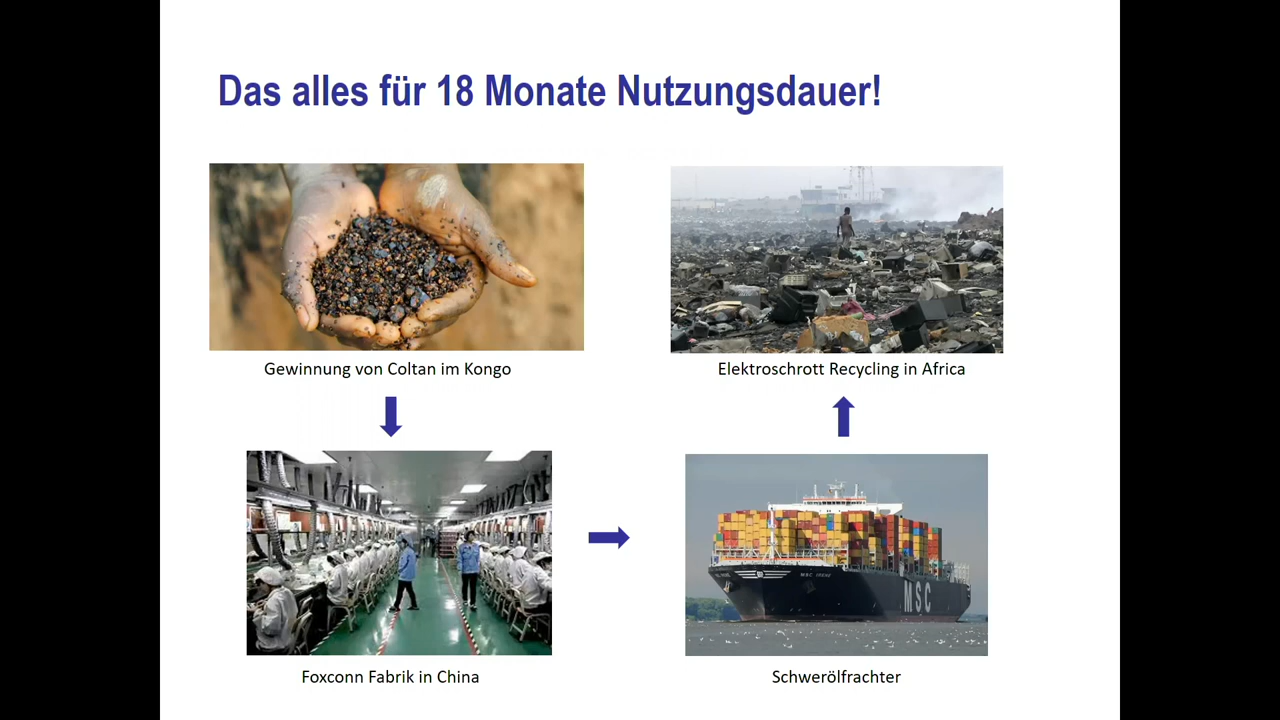 Das alles für 18 Monate Nutzungsdauer!
Gewinnung von Coltan im Kongo
Elektroschrott Recycling in Africa
MSC
Foxconn Fabrik in China
Schwerölfrachter